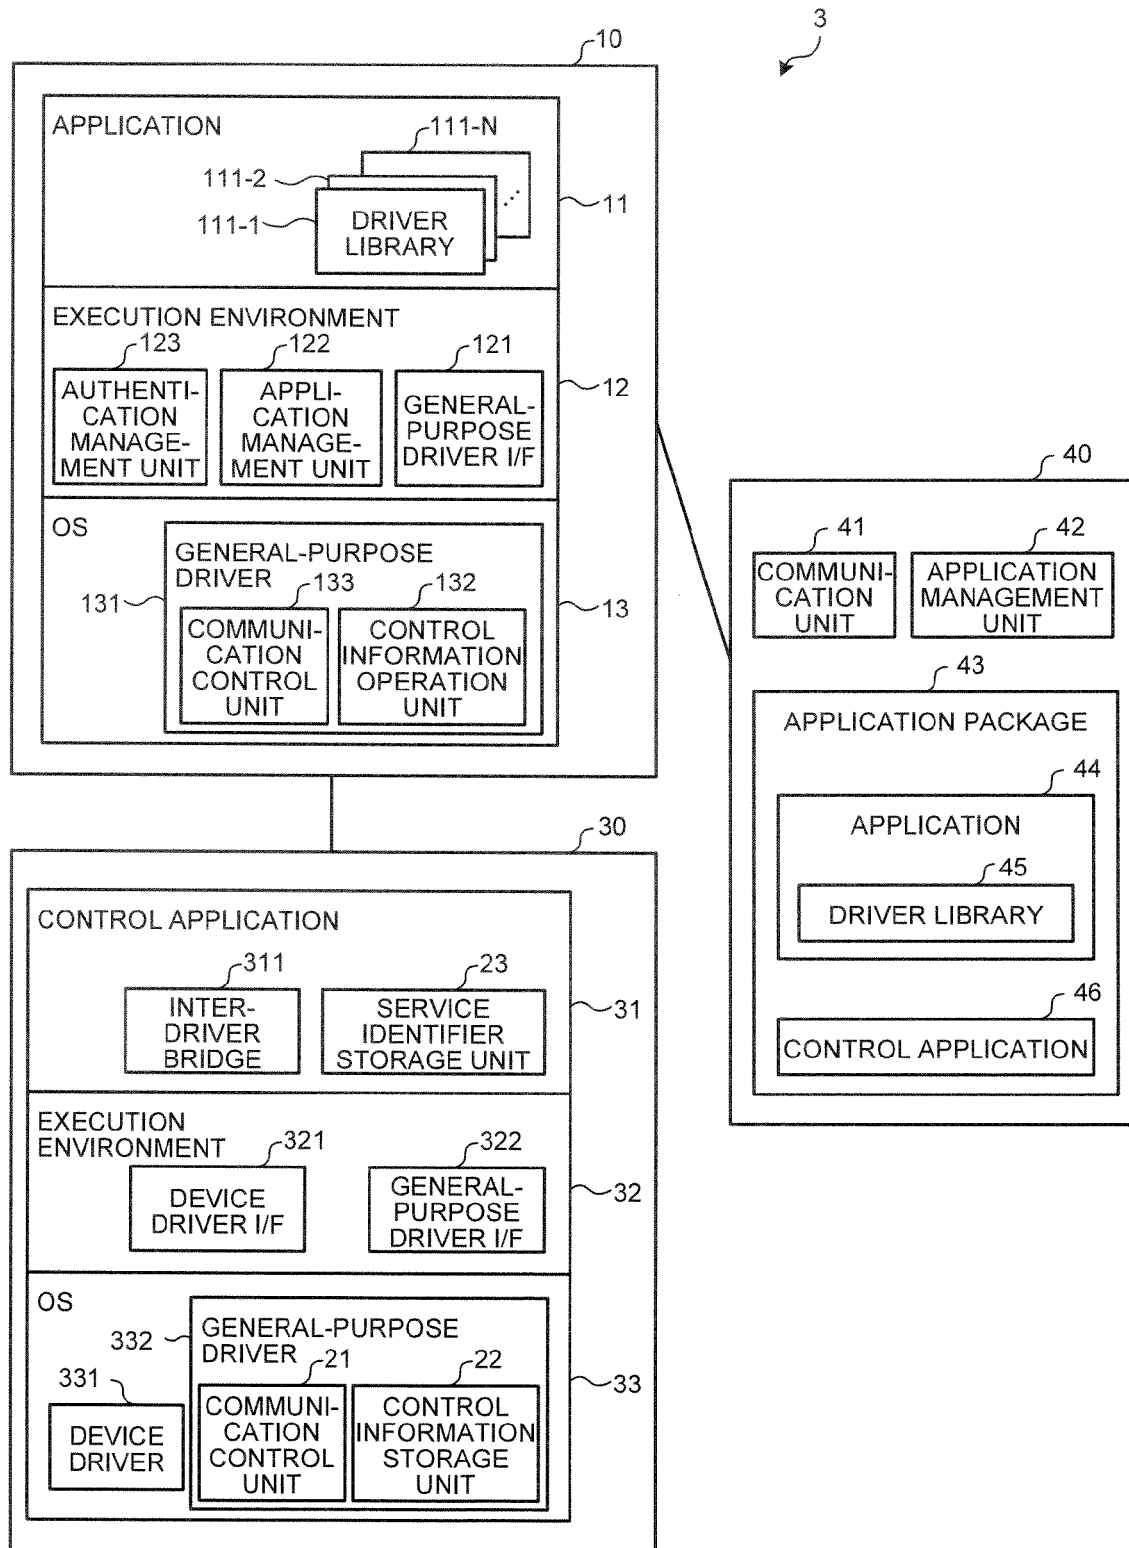 3
10
APPLICATION
111-N
111-2
111-1
DRIVER
LIBRARY
11
EXECUTION ENVIRONMENT
123
122
121
AUTHENTI-
CATION
MANAGE-
MENT UNIT
APPLI-
CATION
MANAGE-
MENT UNIT
GENERAL-
PURPOSE
DRIVER I/F
12
OS
GENERAL-PURPOSE
DRIVER
131
133
132
COMMUNI-
CATION
CONTROL
UNIT
CONTROL
INFORMATION
OPERATION
UNIT
13
40
41
42
COMMUNI-
CATION
UNIT
APPLICATION
MANAGEMENT
UNIT
43
APPLICATION PACKAGE
44
APPLICATION
45
DRIVER LIBRARY
46
CONTROL APPLICATION
30
CONTROL APPLICATION
311
23
INTER-
DRIVER
BRIDGE
SERVICE
IDENTIFIER
STORAGE UNIT
31
EXECUTION
ENVIRONMENT
321
322
DEVICE
DRIVER I/F
GENERAL-
PURPOSE
DRIVER I/F
32
OS
332
GENERAL-PURPOSE
DRIVER
331
21
22
DEVICE
DRIVER
COMMUNI-
CATION
CONTROL
UNIT
CONTROL
INFORMATION
STORAGE
UNIT
33